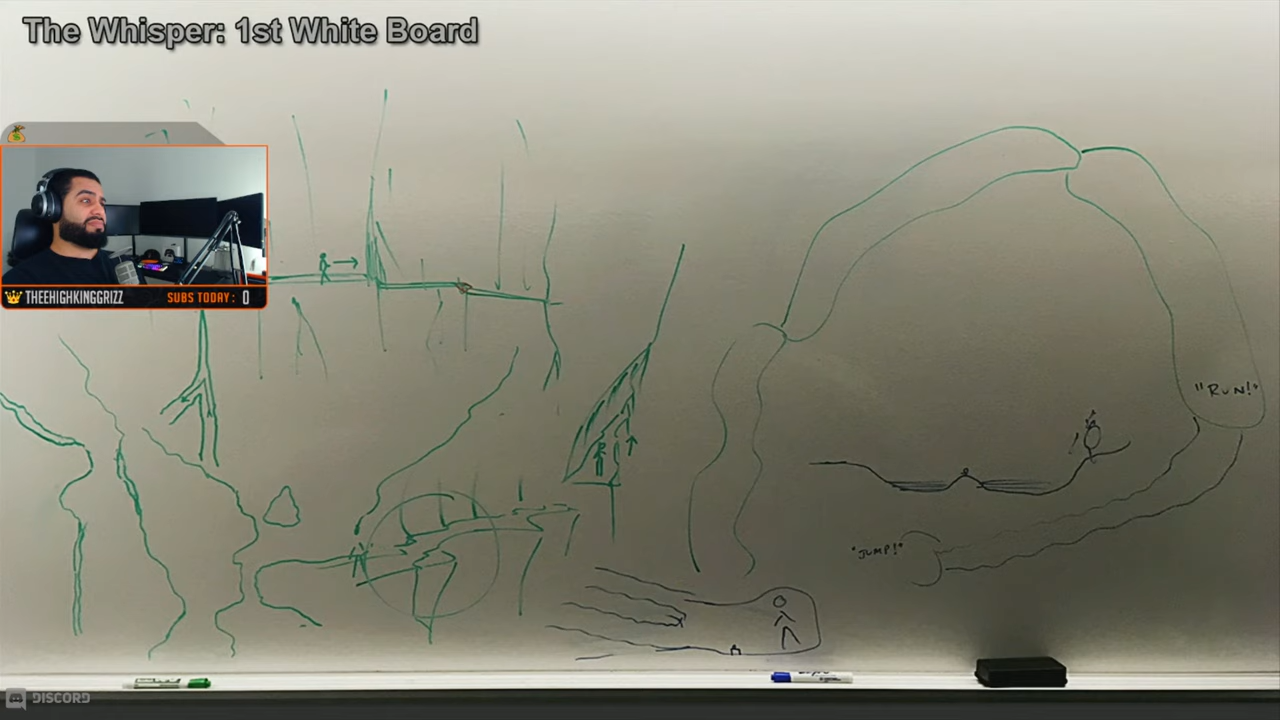 The Whisper: 1st White Board
THEEHIGHKINGGRIZZ
SUBS TODAY: 0
"RUN!"
"JUMP!"
DISCORD